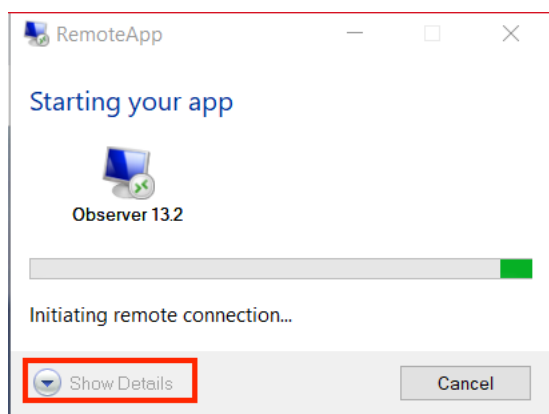 RemoteApp
Starting your app
Observer 13.2
Initiating remote connection...
Show Details
Cancel